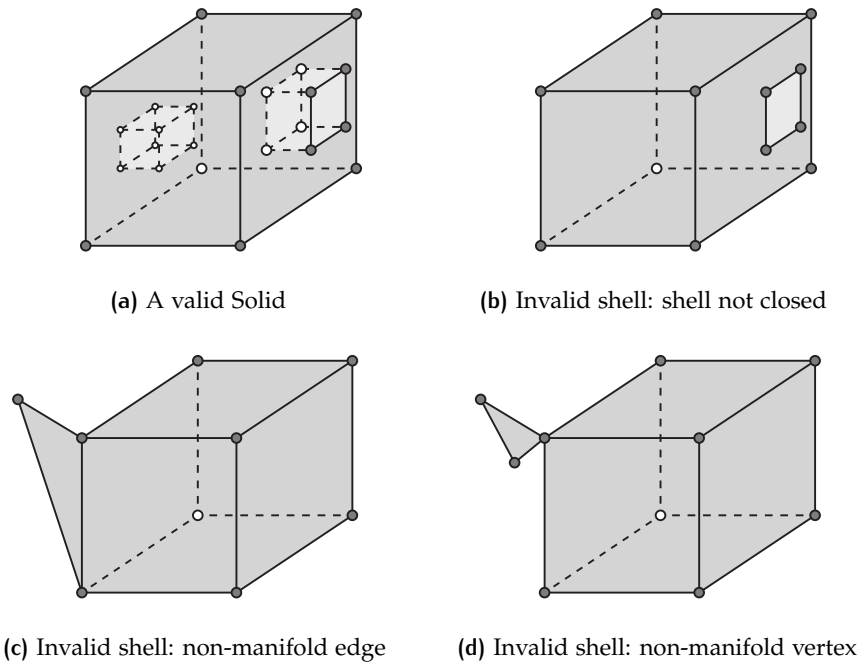 (a) A valid Solid
(b) Invalid shell: shell not closed
(c) Invalid shell: non-manifold edge
(d) Invalid shell: non-manifold vertex